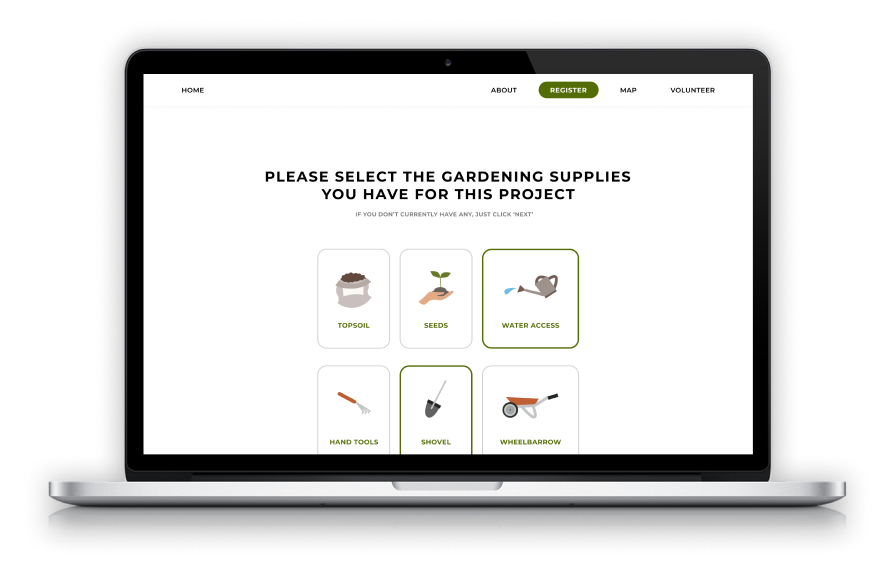 HOME ABOUT REGISTER MAP VOLUNTEER
PLEASE SELECT THE GARDENING SUPPLIES
YOU HAVE FOR THIS PROJECT
IF YOU DON'T CURRENTLY HAVE ANY, JUST CLICK 'NEXT'
TOPSOIL SEEDS WATER ACCESS
HAND TOOLS SHOVEL WHEELBARROW